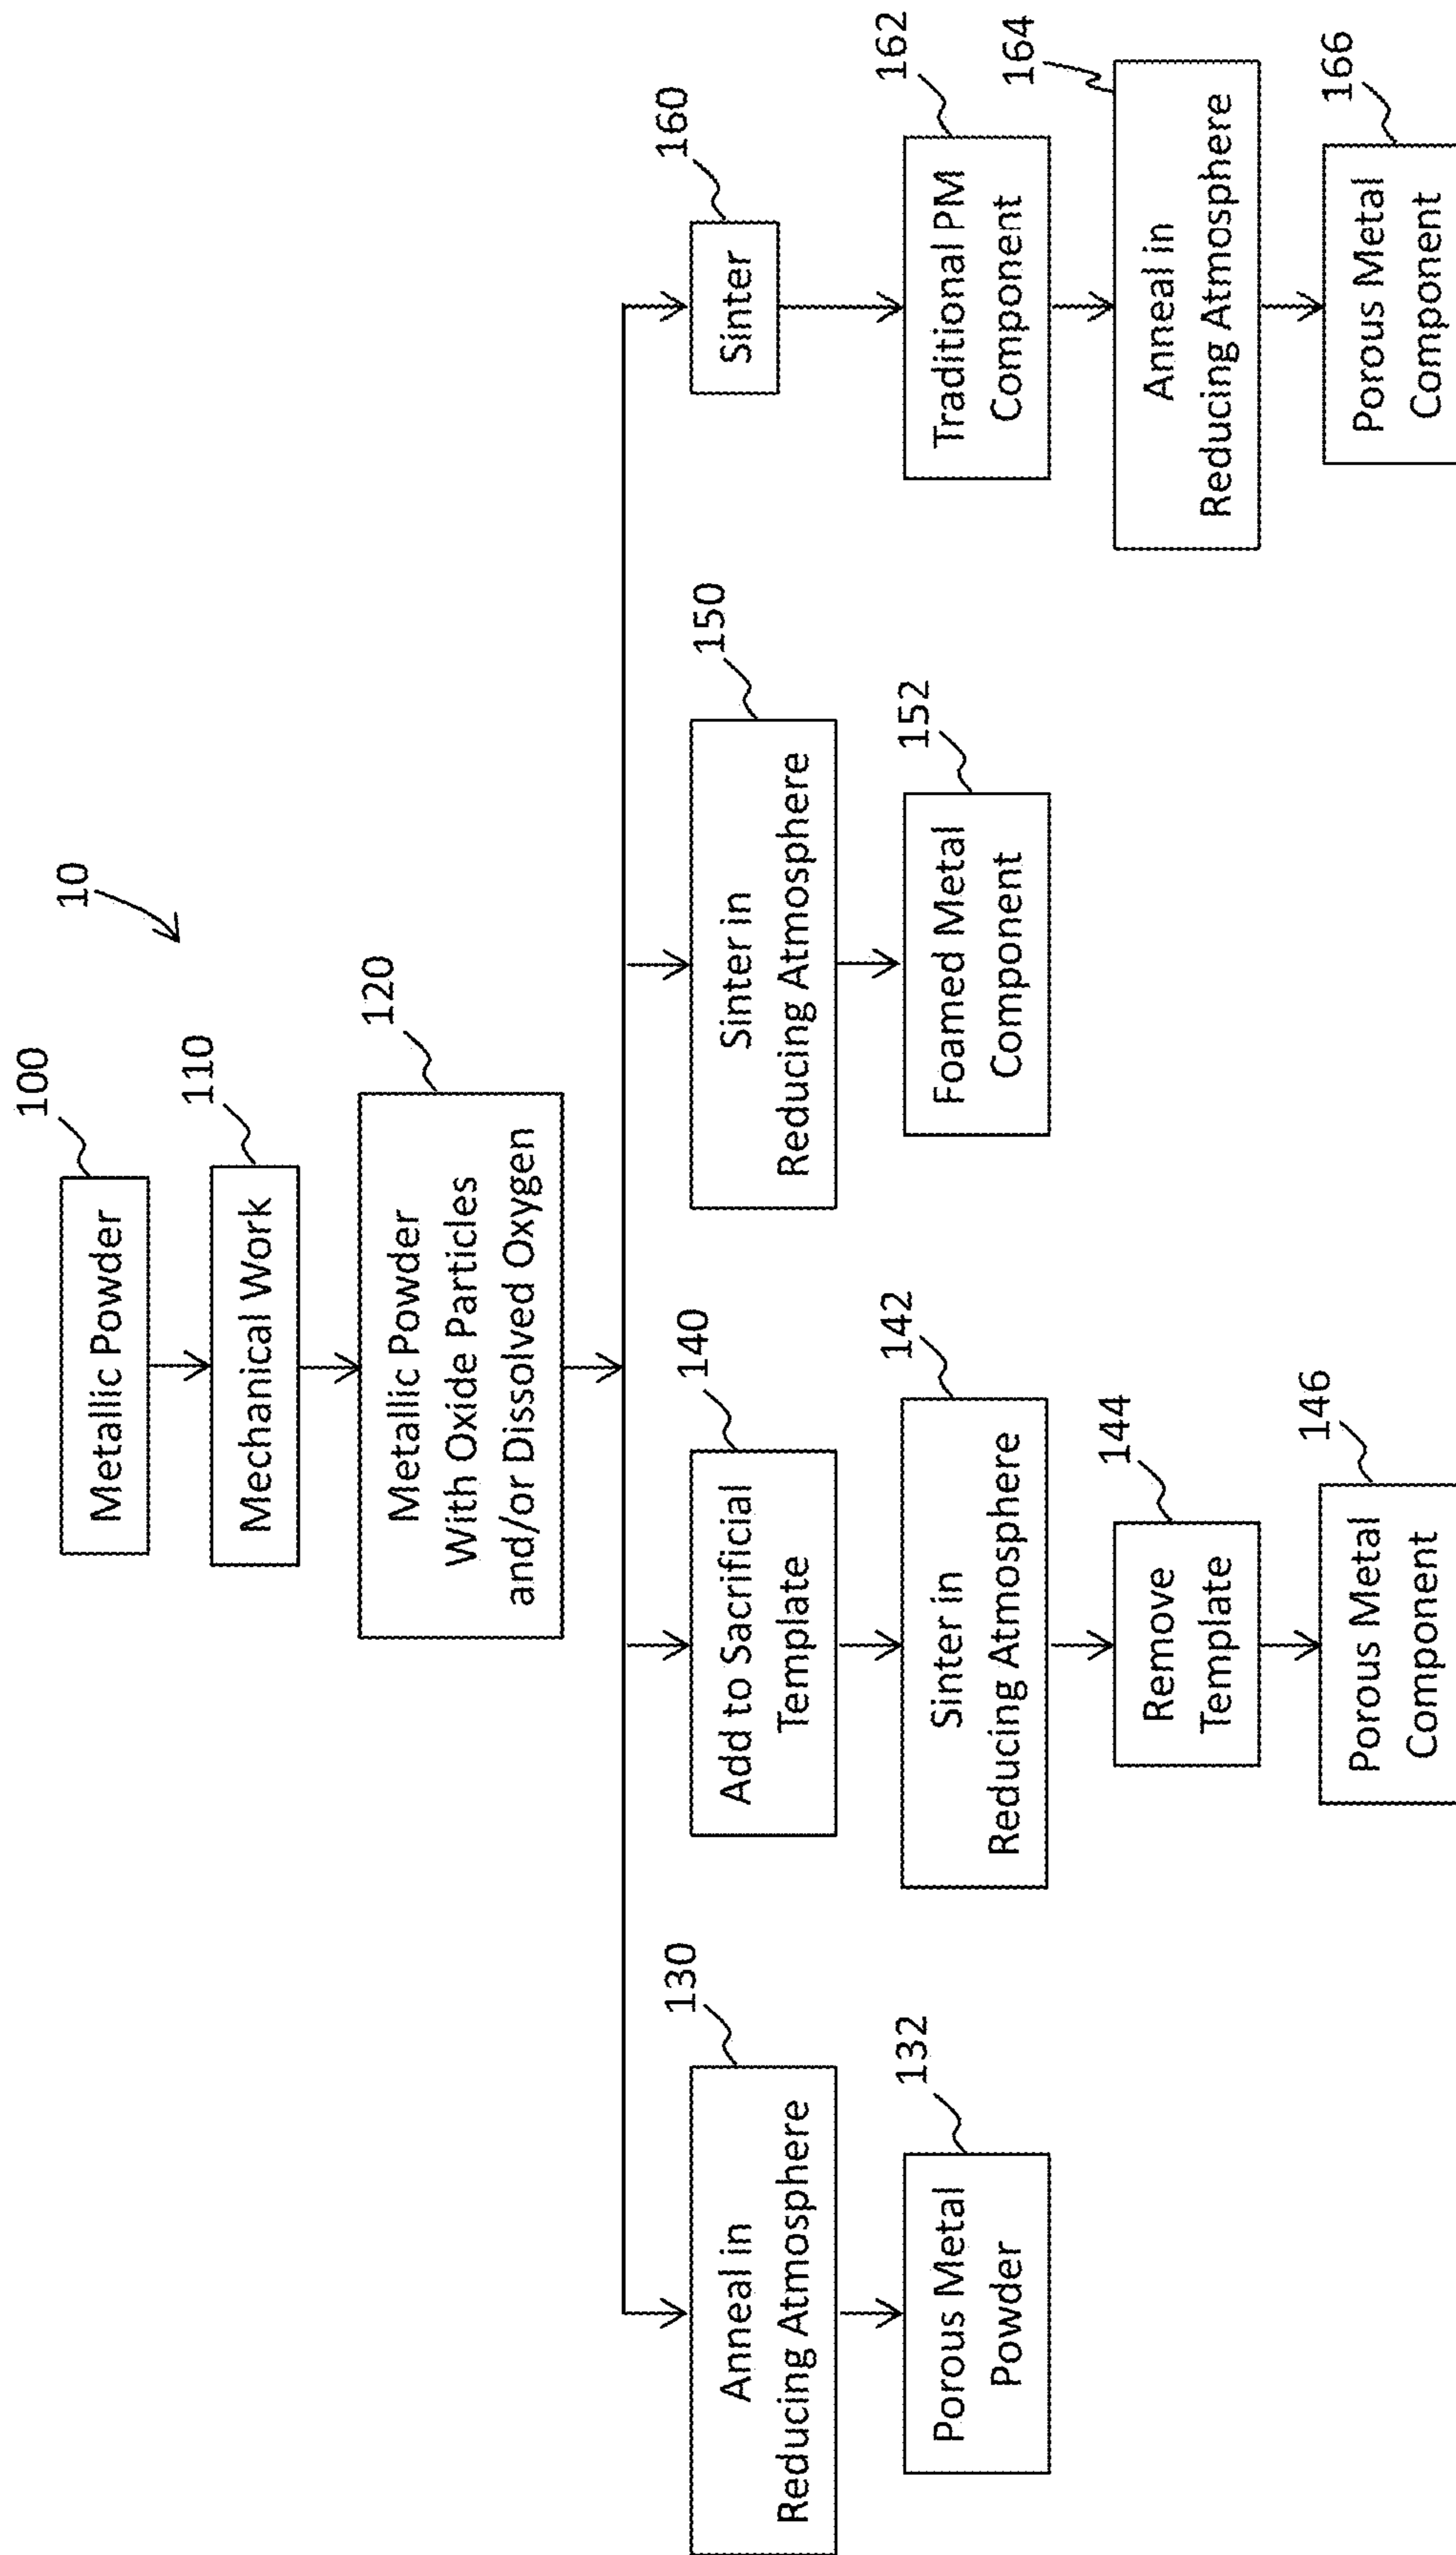 10
100
Metallic Powder
110
Mechanical Work
120
Metallic Powder
With Oxide Particles
and/or Dissolved Oxygen
130
Anneal in
Reducing Atmosphere
132
Porous Metal
Powder
140
Add to Sacrificial
Template
142
Sinter in
Reducing Atmosphere
144
Remove
Template
146
Porous Metal
Component
150
Sinter in
Reducing Atmosphere
152
Foamed Metal
Component
160
Sinter
162
Traditional PM
Component
164
Anneal in
Reducing Atmosphere
166
Porous Metal
Component